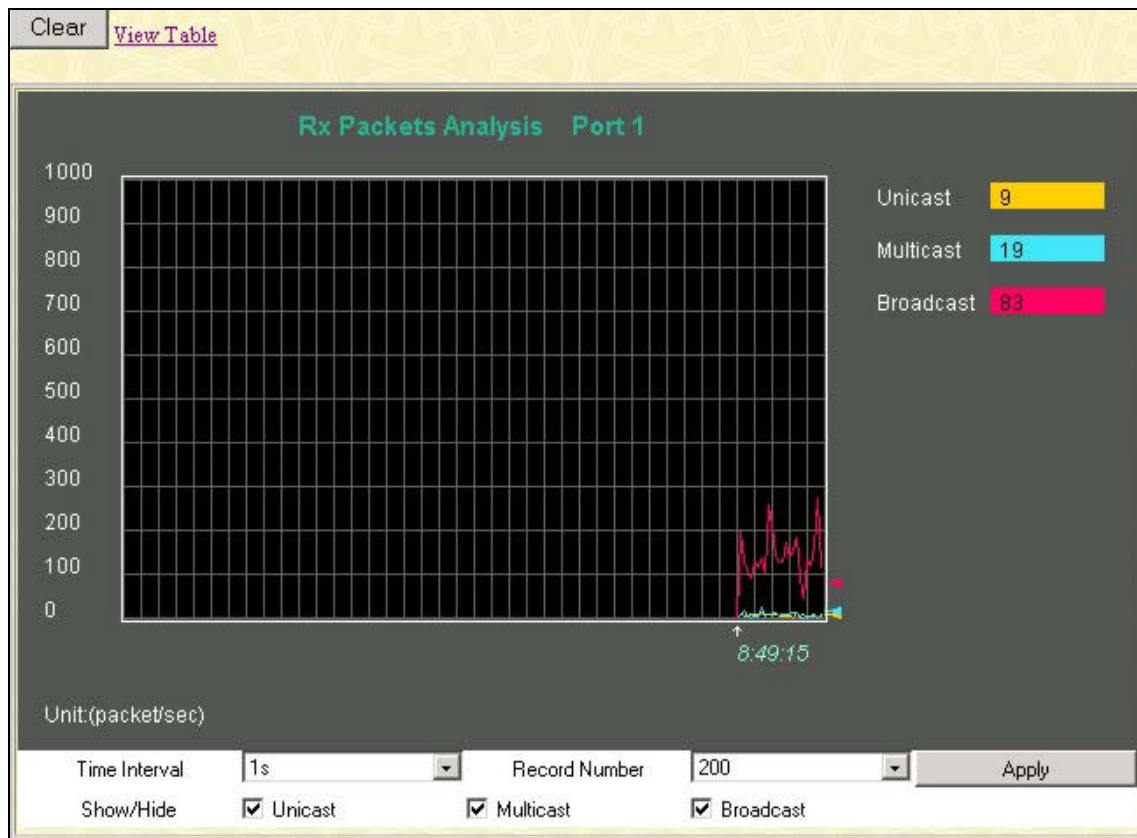 Clear View Table
Rx Packets Analysis Port 1
1000
900
800
700
600
500
400
300
200
100
0
Unicast 9
Multicast 19
Broadcast 83
8:49:15
Unit:(packet/sec)
Time Interval 1s Record Number 200 Apply
Show/Hide Unicast Multicast Broadcast